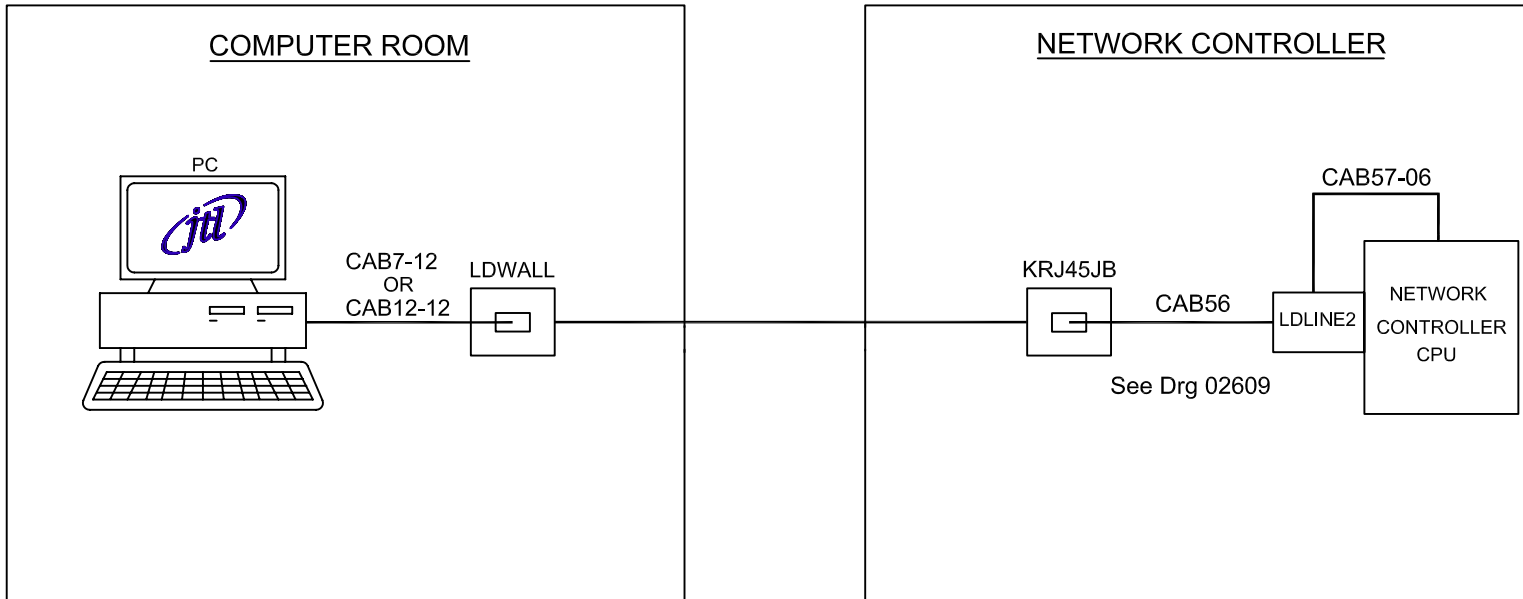 COMPUTER ROOM
NETWORK CONTROLLER
PC
jtl
CAB7-12
OR
CAB12-12
LDWALL
KRJ45JB
CAB56
See Drg 02609
CAB57-06
LDLINE2
NETWORK
CONTROLLER
CPU